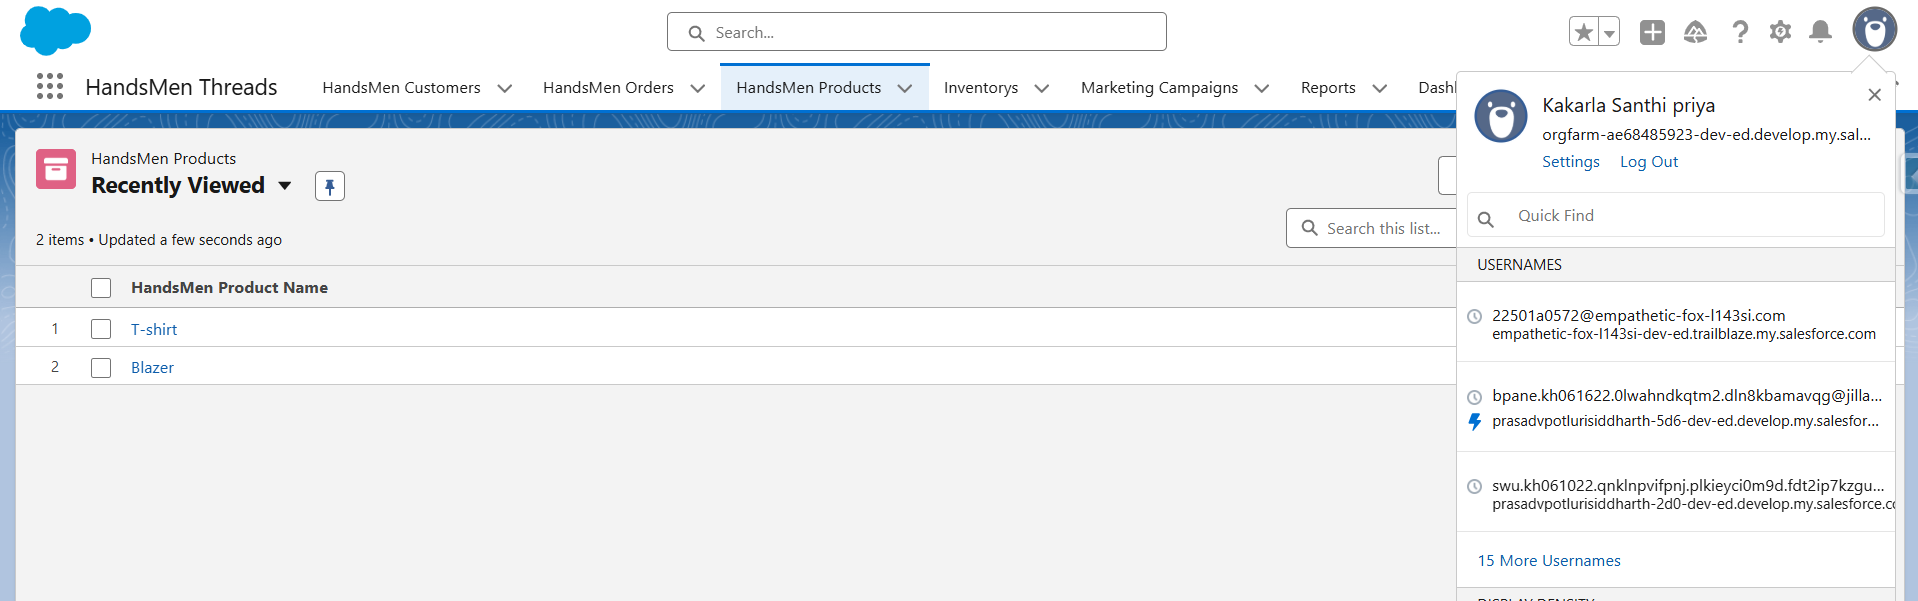 Search...
HandsMen Threads
HandsMen Customers
HandsMen Orders
HandsMen Products
Inventorys
Marketing Campaigns
Reports
HandsMen Products
Recently Viewed
2 items • Updated a few seconds ago
Search this list...
HandsMen Product Name
1 T-shirt
2 Blazer
Kakarla Santhi priya
orgfarm-ae68485923-dev-ed.develop.my.sal...
Settings Log Out
Quick Find
USERNAMES
22501a0572@empathetic-fox-l143si.com
empathetic-fox-l143si-dev-ed.trailblaze.my.salesforce.com
bpane.kh061622.0lwahndkqtm2.dln8kbamavqg@jilla...
prasadvpotlurisiddharth-5d6-dev-ed.develop.my.salesfor...
swu.kh061022.qnklnpvifpnj.plkieyci0m9d.fdt2ip7kzgu...
prasadvpotlurisiddharth-2d0-dev-ed.develop.my.salesforce.co
15 More Usernames